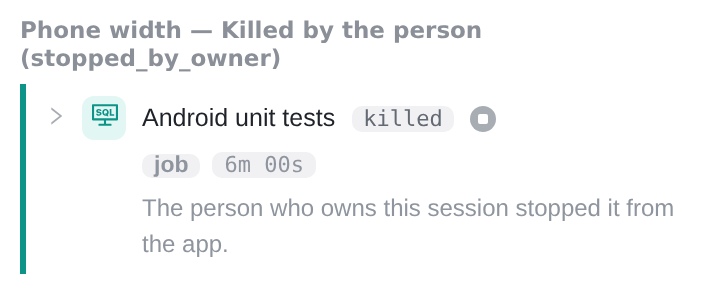 Phone width — Killed by the person
(stopped_by_owner)
SQL Android unit tests killed
job 6m 00s
The person who owns this session stopped it from
the app.